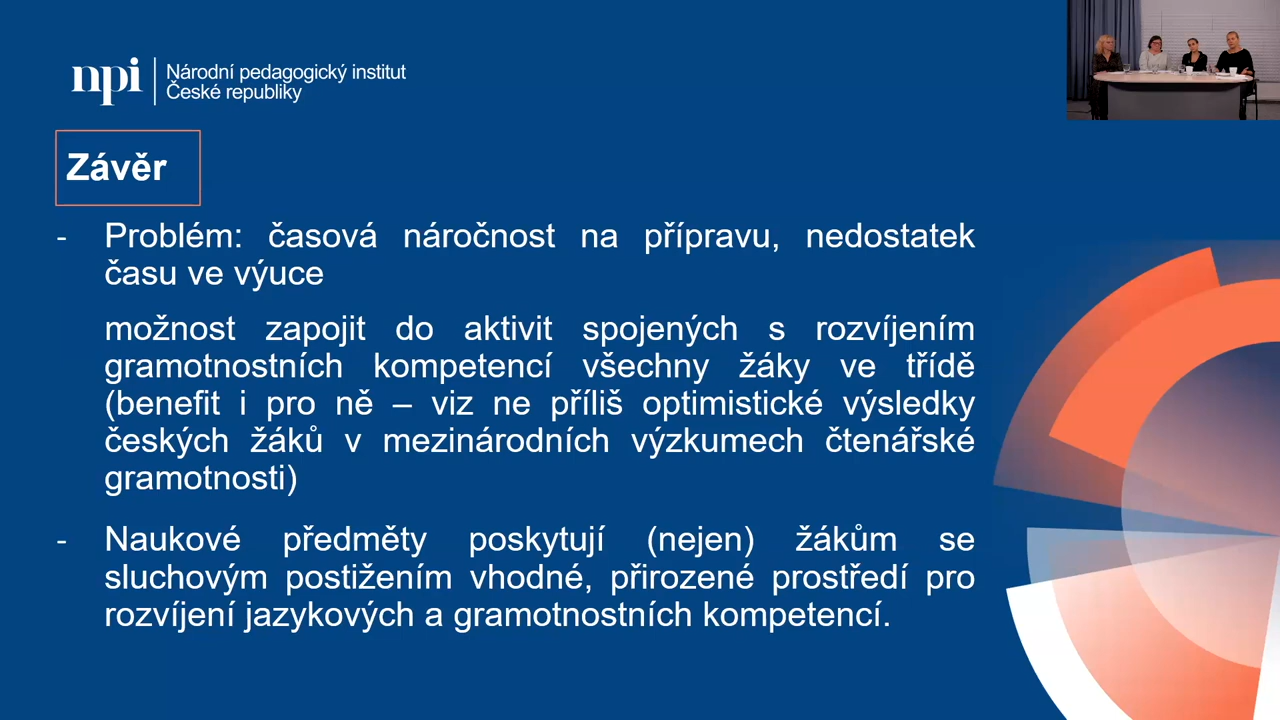 npi
Národní pedagogický institut
České republiky
Závěr
- Problém: časová náročnost na přípravu, nedostatek
času ve výuce
možnost zapojit do aktivit spojených s rozvíjením
gramotnostních kompetencí všechny žáky ve třídě
(benefit i pro ně – viz ne příliš optimistické výsledky
českých žáků v mezinárodních výzkumech čtenářské
gramotnosti)
- Naukové předměty poskytují (nejen) žákům se
sluchovým postižením vhodné, přirozené prostředí pro
rozvíjení jazykových a gramotnostních kompetencí.